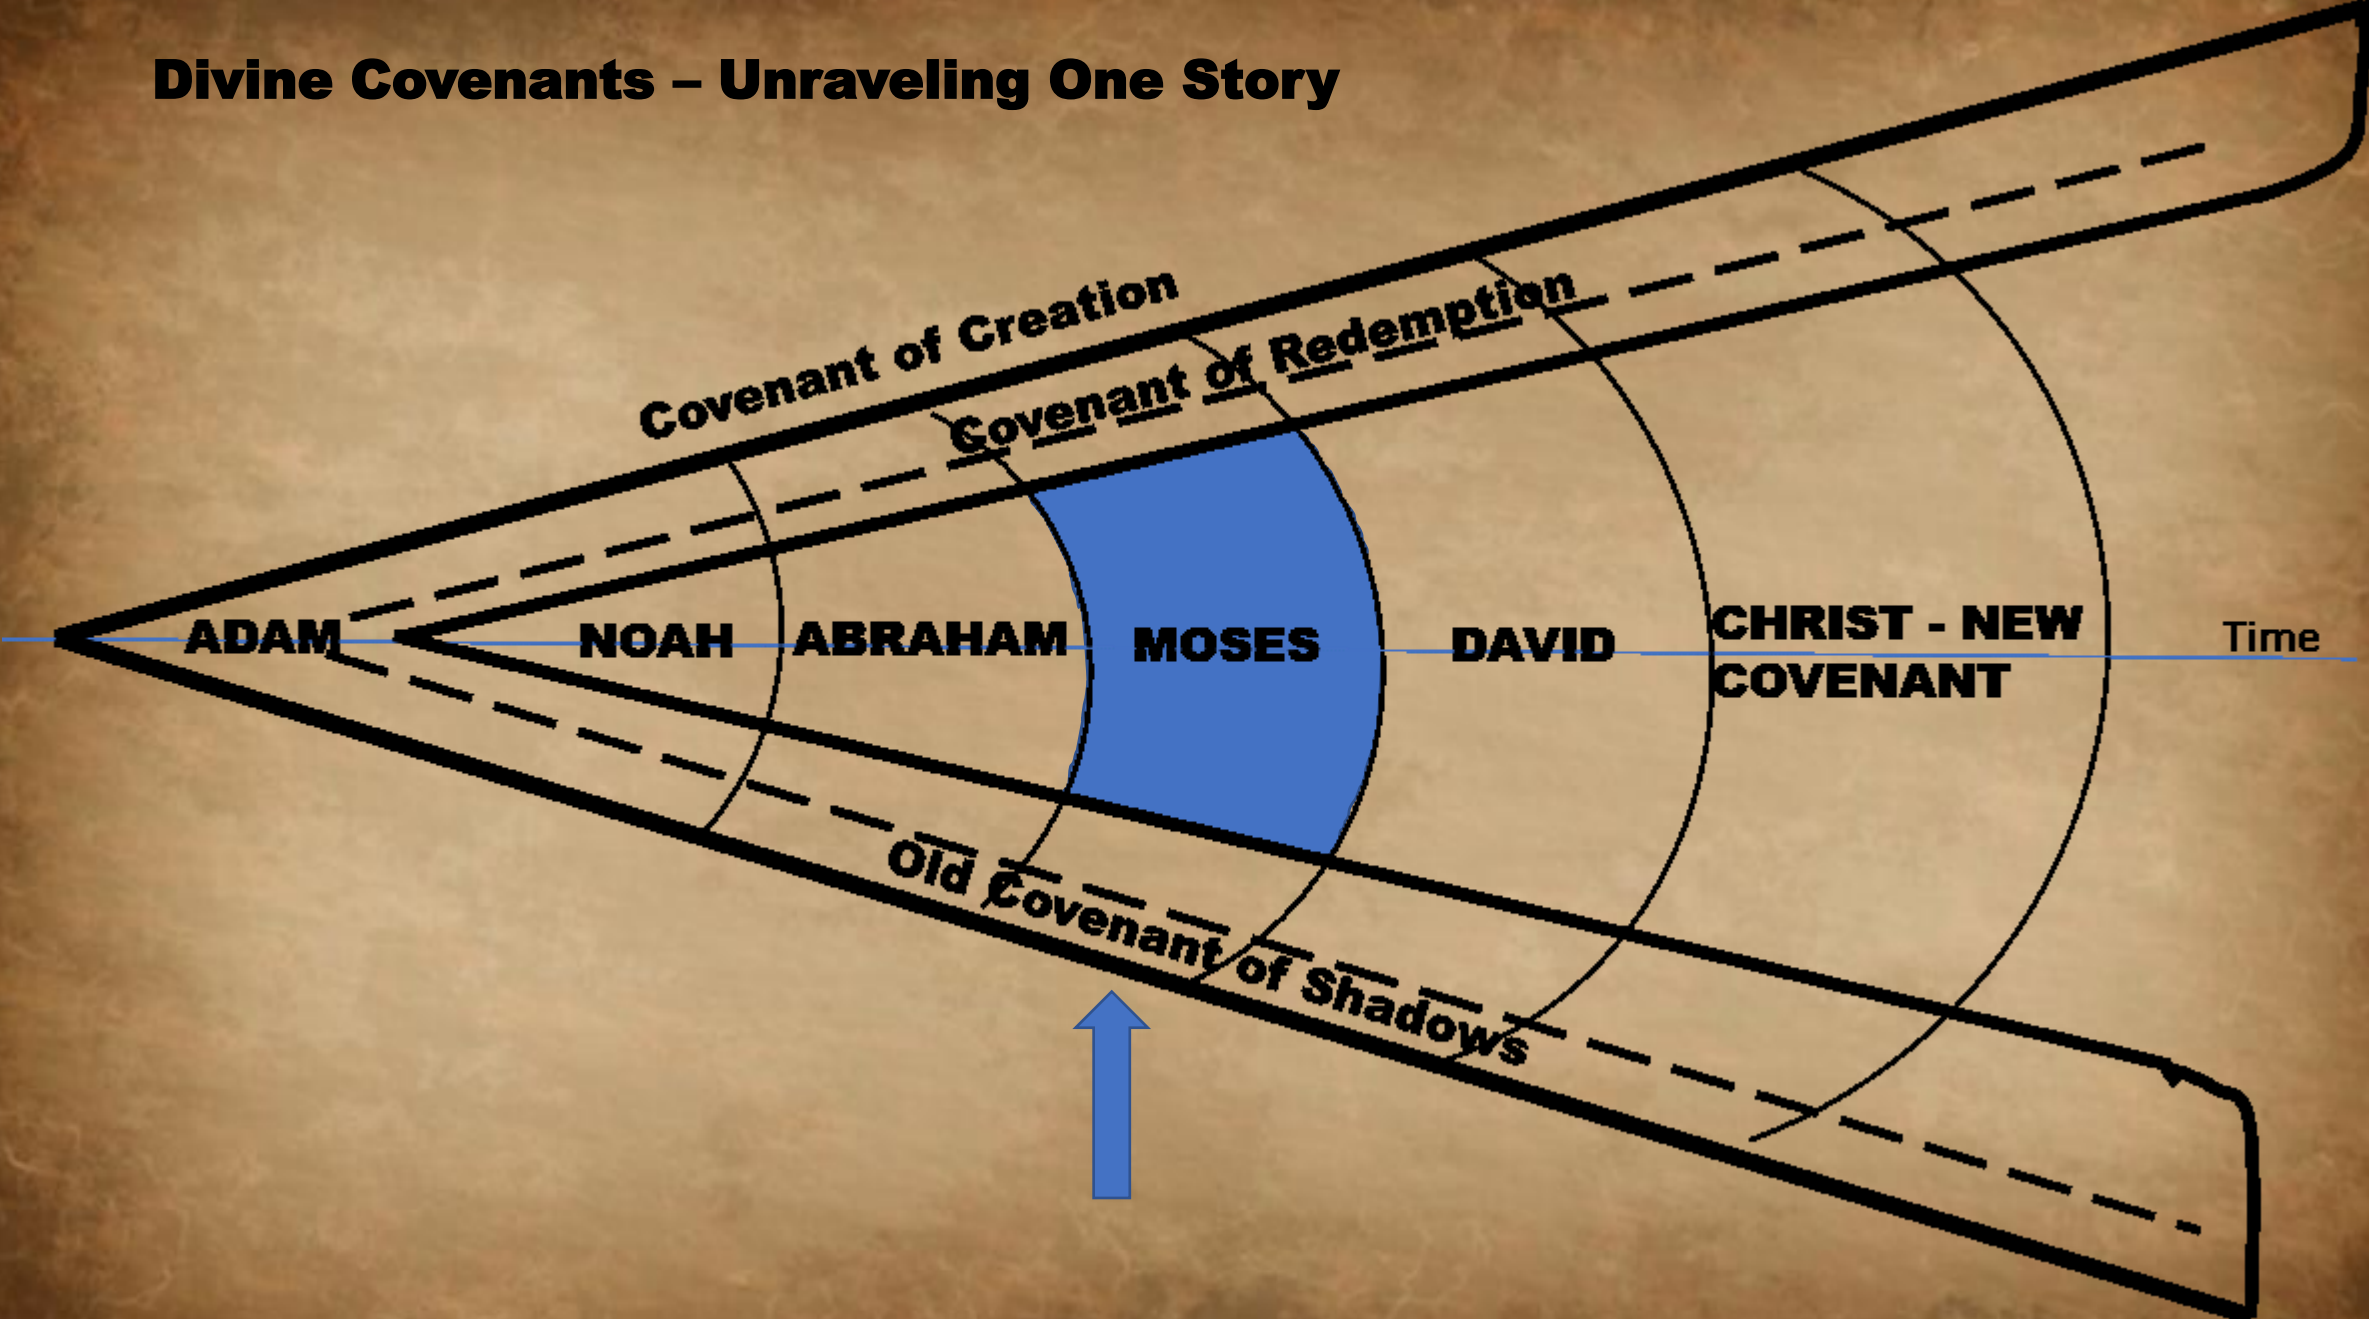 Divine Covenants – Unraveling One Story
Covenant of Creation
Covenant of Redemption
ADAM
NOAH
ABRAHAM
MOSES
DAVID
CHRIST - NEW
COVENANT
Time
Old Covenant of Shadows